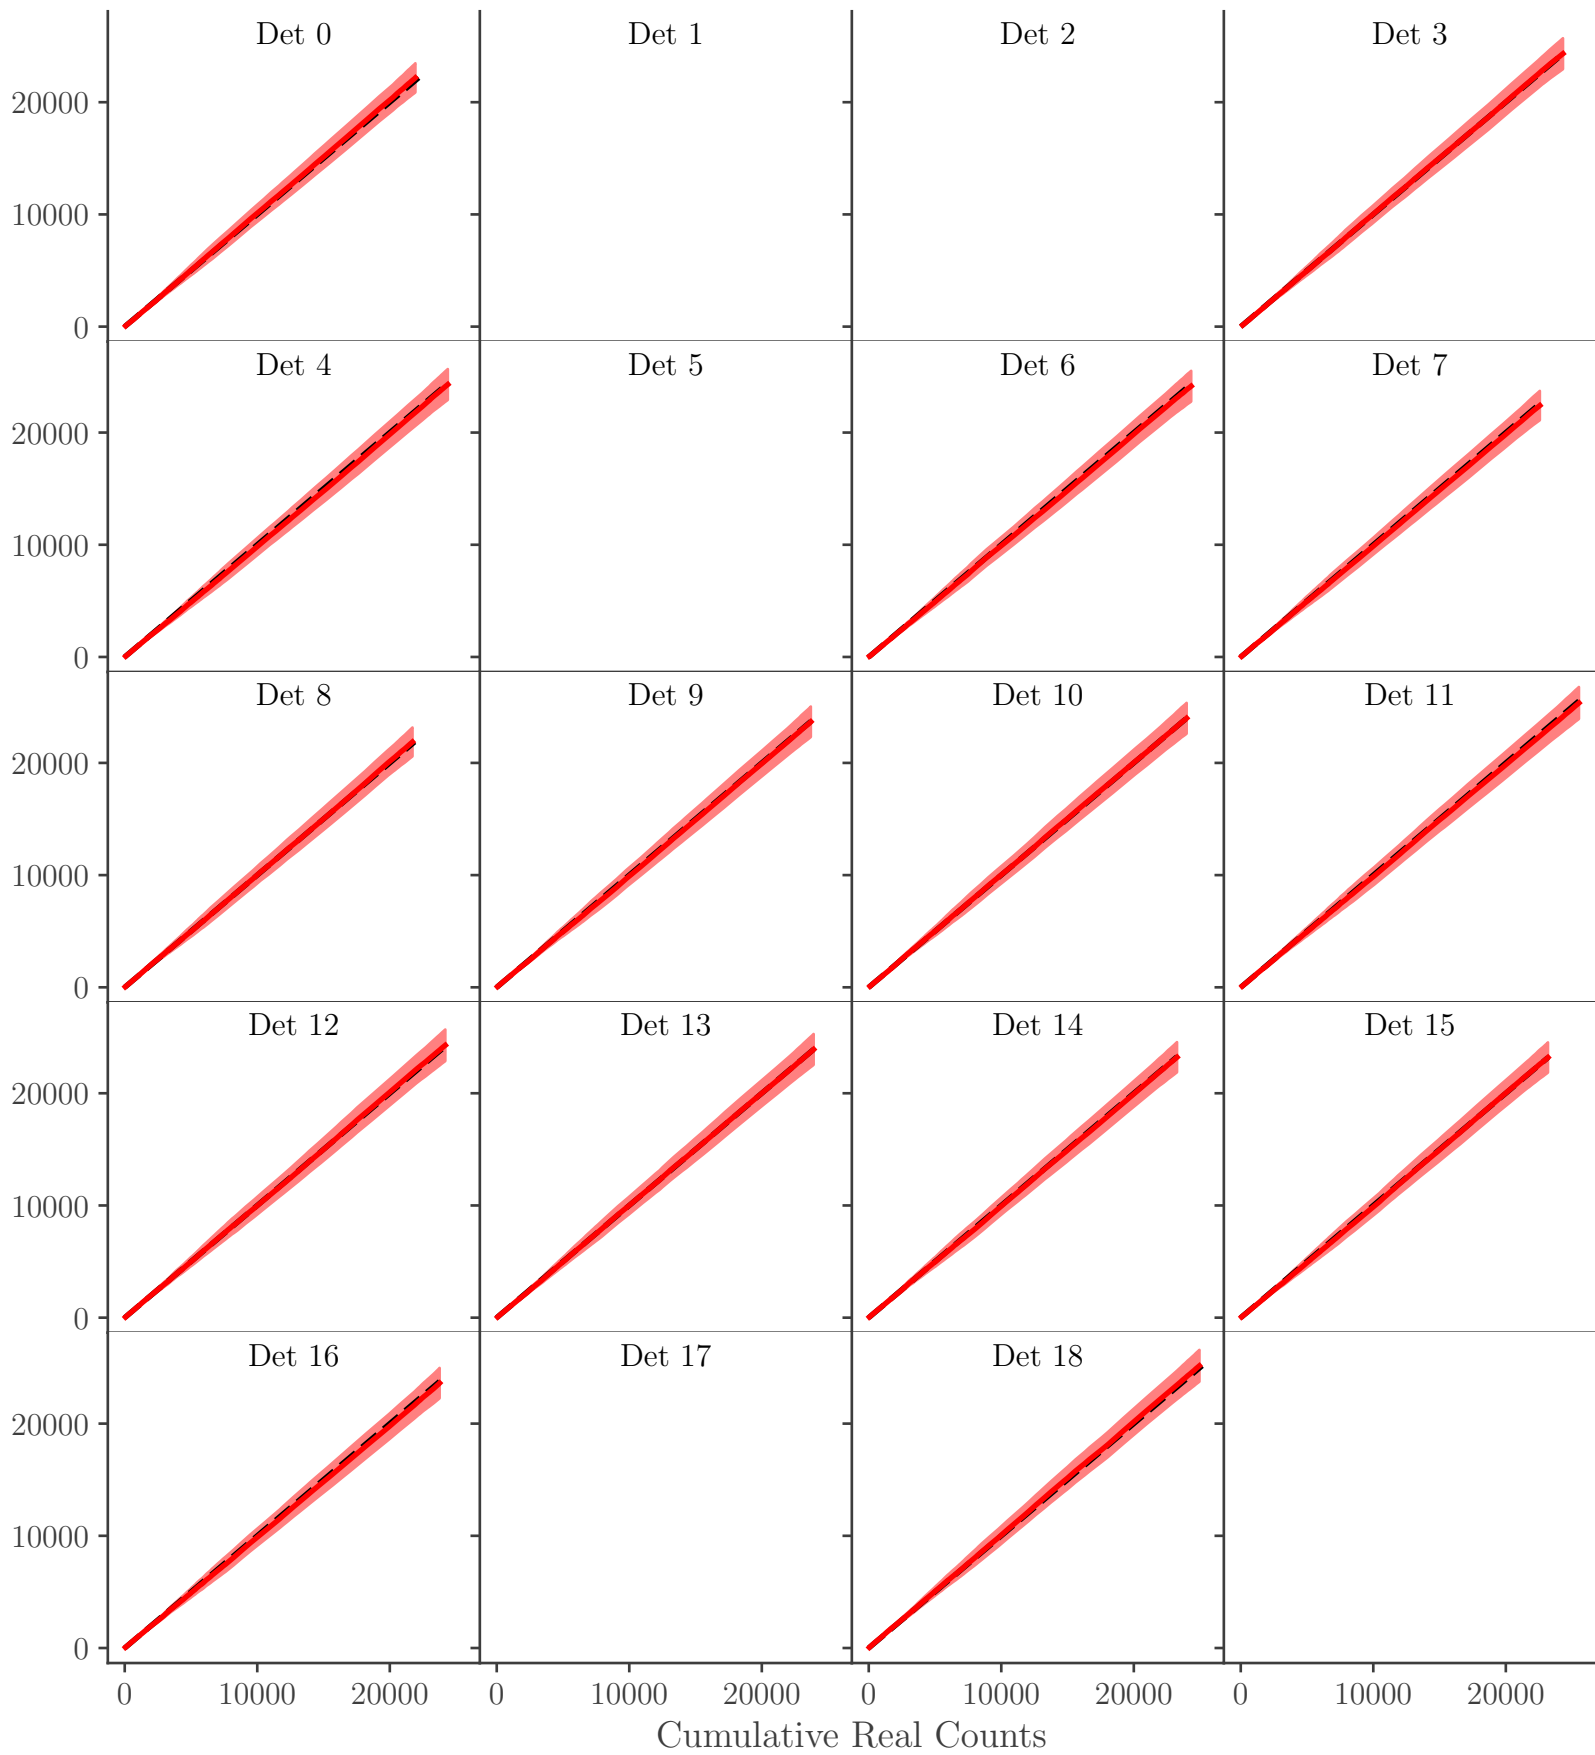 Det 0 Det 1 Det 2 Det 3
20000
10000
0
Det 4 Det 5 Det 6 Det 7
20000
10000
0
Det 8 Det 9 Det 10 Det 11
20000
10000
0
Det 12 Det 13 Det 14 Det 15
20000
10000
0
Det 16 Det 17 Det 18
20000
10000
0
0 10000 20000 0 10000 20000 0 10000 20000 0 10000 20000
Cumulative Real Counts